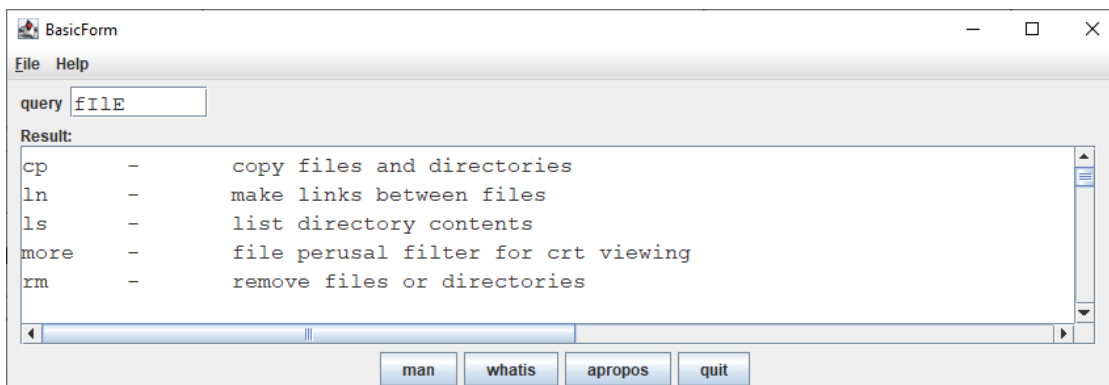 BasicForm
File Help
query fIlE
Result:
cp - copy files and directories
ln - make links between files
ls - list directory contents
more - file perusal filter for crt viewing
rm - remove files or directories
man whatis apropos quit